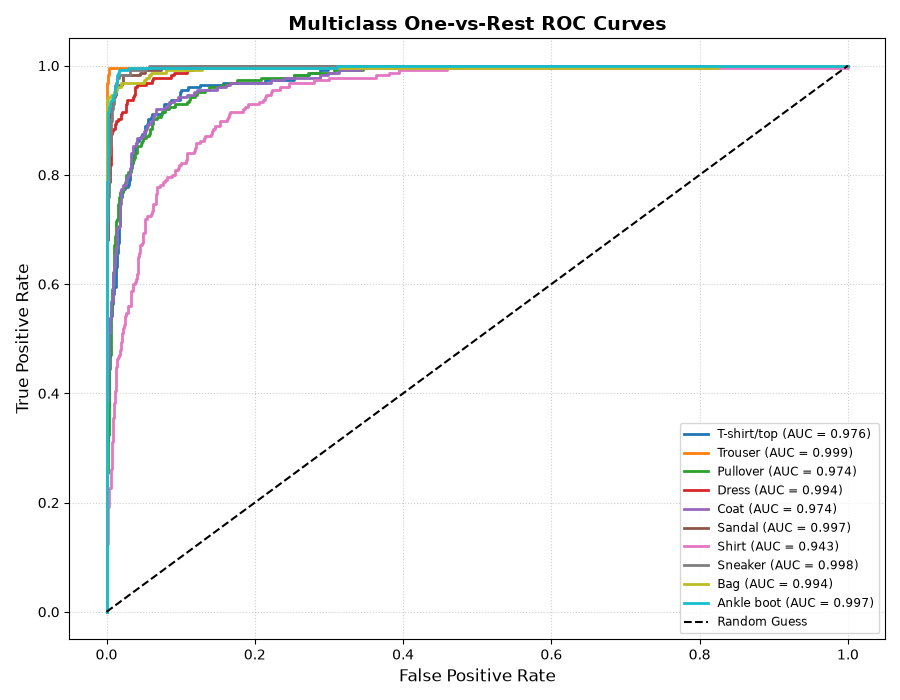 Multiclass One-vs-Rest ROC Curves
True Positive Rate
1.0
0.8
0.6
0.4
0.2
0.0
0.0 0.2 0.4 0.6 0.8 1.0
False Positive Rate
T-shirt/top (AUC = 0.976)
Trouser (AUC = 0.999)
Pullover (AUC = 0.974)
Dress (AUC = 0.994)
Coat (AUC = 0.974)
Sandal (AUC = 0.997)
Shirt (AUC = 0.943)
Sneaker (AUC = 0.998)
Bag (AUC = 0.994)
Ankle boot (AUC = 0.997)
Random Guess